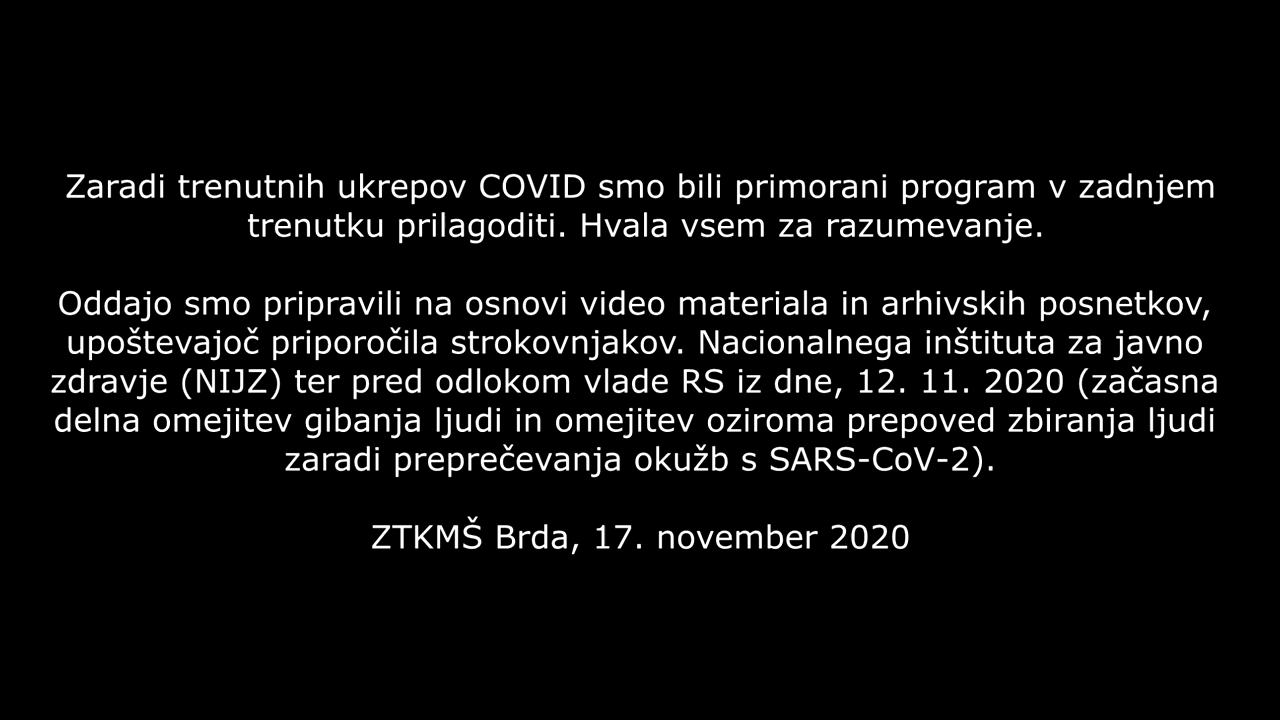 Zaradi trenutnih ukrepov COVID smo bili primorani program v zadnjem
trenutku prilagoditi. Hvala vsem za razumevanje.
Oddajo smo pripravili na osnovi video materiala in arhivskih posnetkov,
upoštevajoč priporočila strokovnjakov. Nacionalnega inštituta za javno
zdravje (NIJZ) ter pred odlokom vlade RS iz dne, 12. 11. 2020 (začasna
delna omejitev gibanja ljudi in omejitev oziroma prepoved zbiranja ljudi
zaradi preprečevanja okužb s SARS-CoV-2).
ZTKMŠ Brda, 17. november 2020